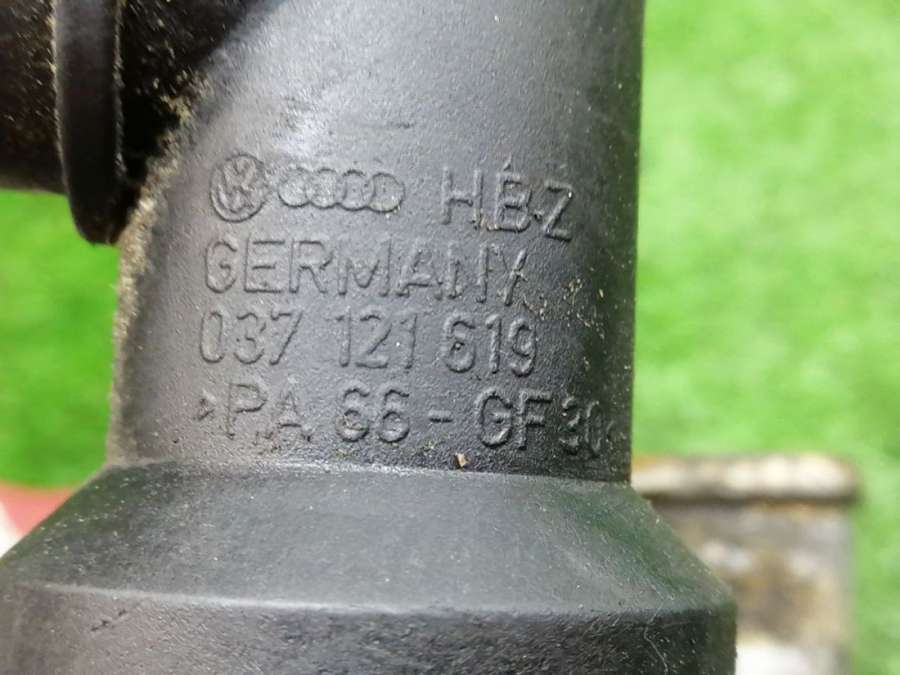 HBZ
GERMANY
037 121 619
>PA 66-GF30<